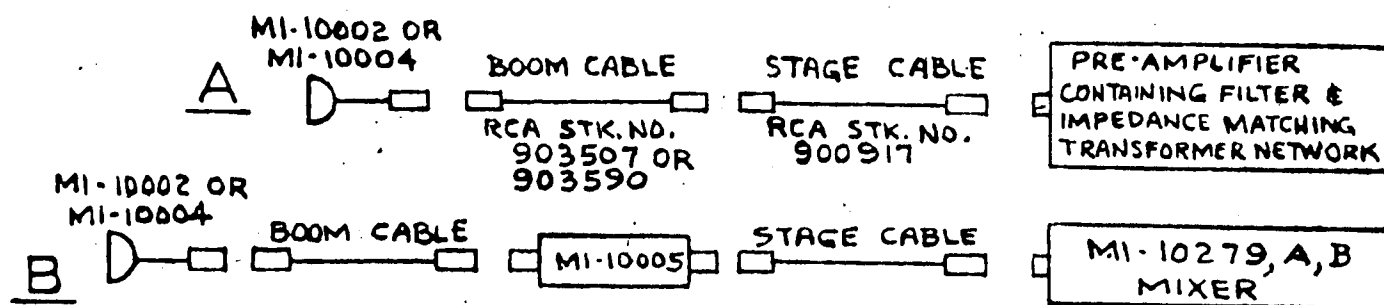 MI-10002 OR
MI-10004
A
BOOM CABLE
STAGE CABLE
RCA STK. NO.
903507 OR
903590
RCA STK. NO.
900917
PRE-AMPLIFIER
CONTAINING FILTER &
IMPEDANCE MATCHING
TRANSFORMER NETWORK
MI-10002 OR
MI-10004
B
BOOM CABLE
MI-10005
STAGE CABLE
MI-10279, A, B
MIXER